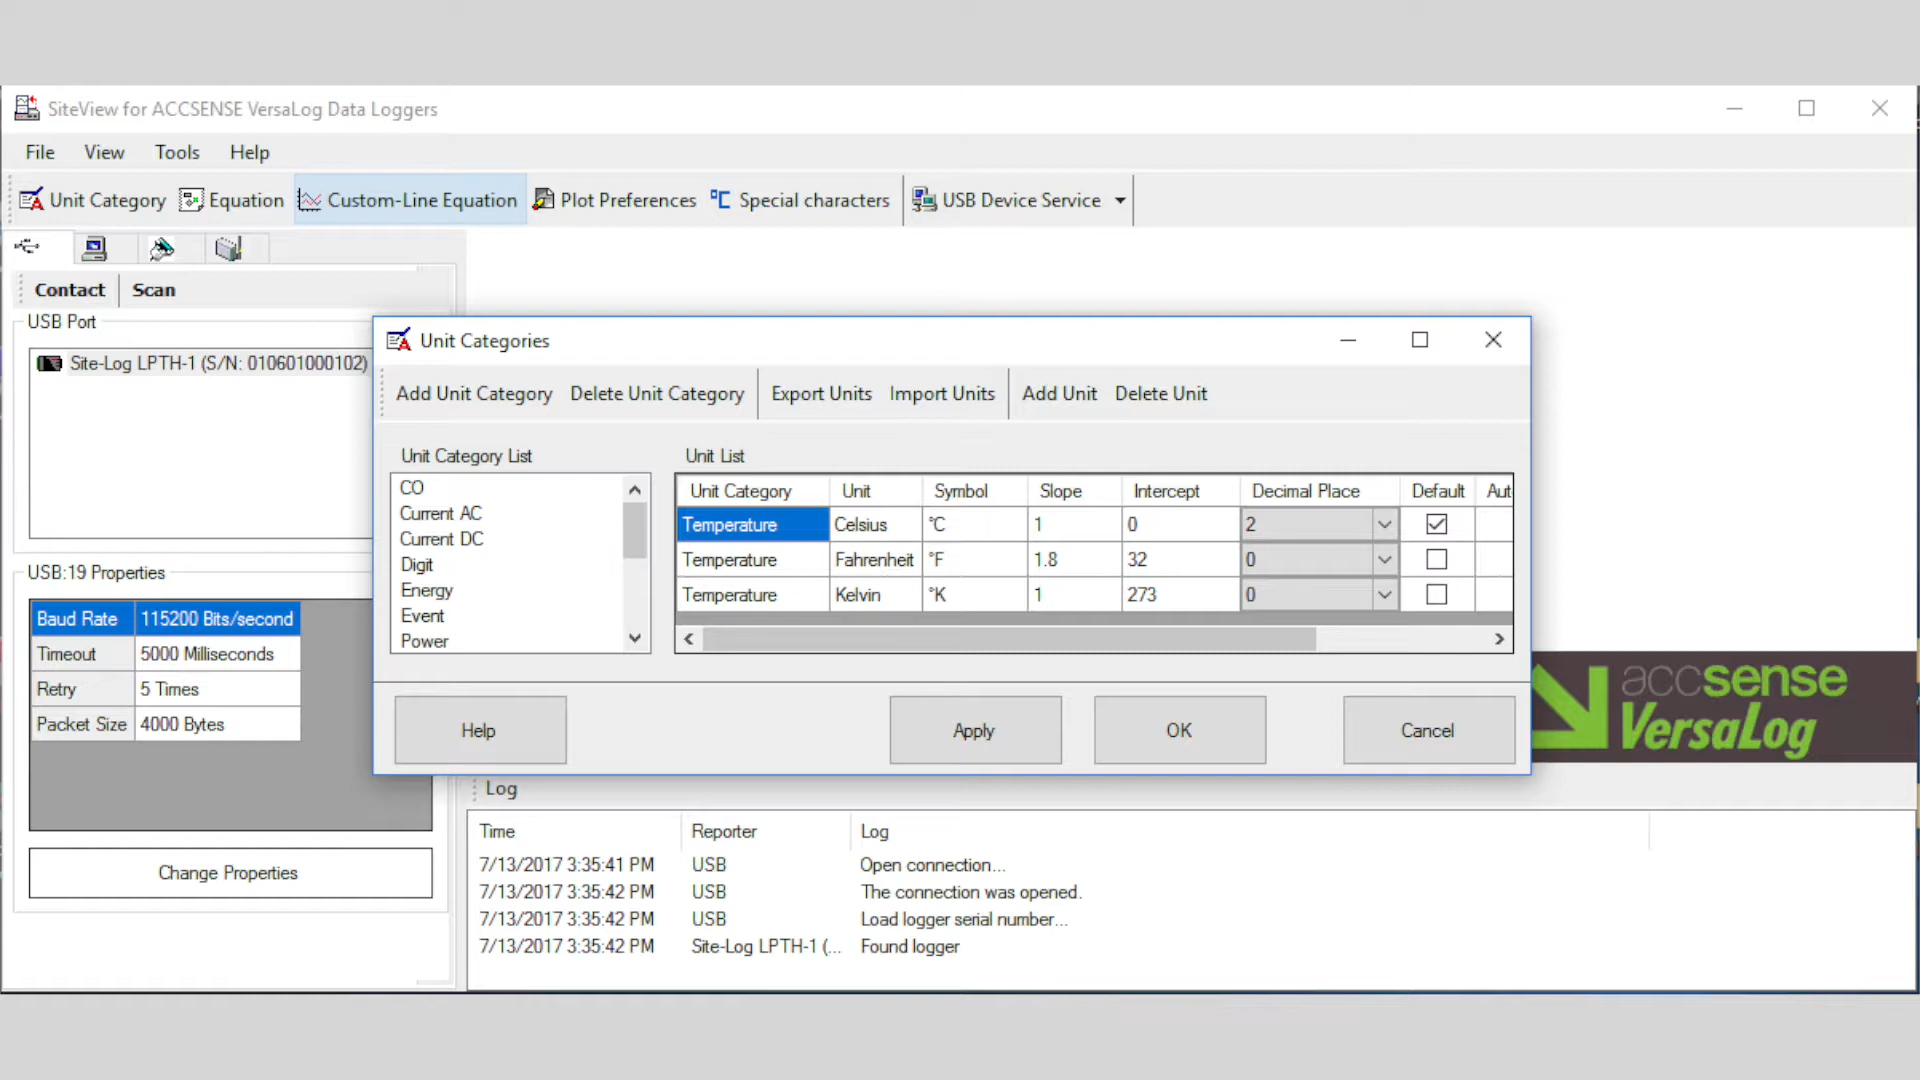 SiteView for ACCSENSE VersaLog Data Loggers
File View Tools Help
Unit Category Equation Custom-Line Equation Plot Preferences °C Special characters USB Device Service
Contact Scan
USB Port
Site-Log LPTH-1 (S/N: 010601000102)
USB:19 Properties
Baud Rate 115200 Bits/second
Timeout 5000 Milliseconds
Retry 5 Times
Packet Size 4000 Bytes
Change Properties
Unit Categories
Add Unit Category Delete Unit Category Export Units Import Units Add Unit Delete Unit
Unit Category List
CO
Current AC
Current DC
Digit
Energy
Event
Power
Unit List
Unit Category Unit Symbol Slope Intercept Decimal Place Default Aut
Temperature Celsius °C 1 0 2
Temperature Fahrenheit °F 1.8 32 0
Temperature Kelvin °K 1 273 0
Help Apply OK Cancel
accsense
VersaLog
Log
Time Reporter Log
7/13/2017 3:35:41 PM USB Open connection...
7/13/2017 3:35:42 PM USB The connection was opened.
7/13/2017 3:35:42 PM USB Load logger serial number...
7/13/2017 3:35:42 PM Site-Log LPTH-1 (... Found logger